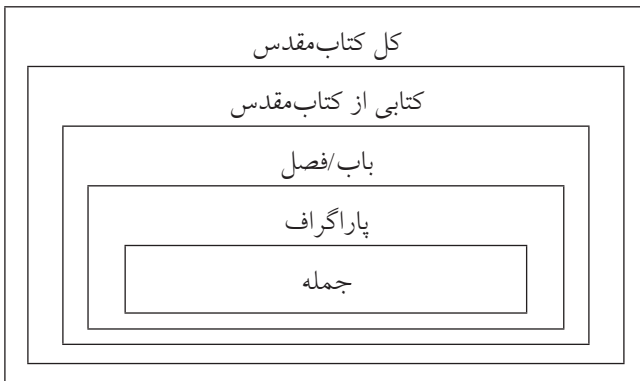 کل کتاب‌مقدس
کتابی از کتاب‌مقدس
باب/فصل
پاراگراف
جمله